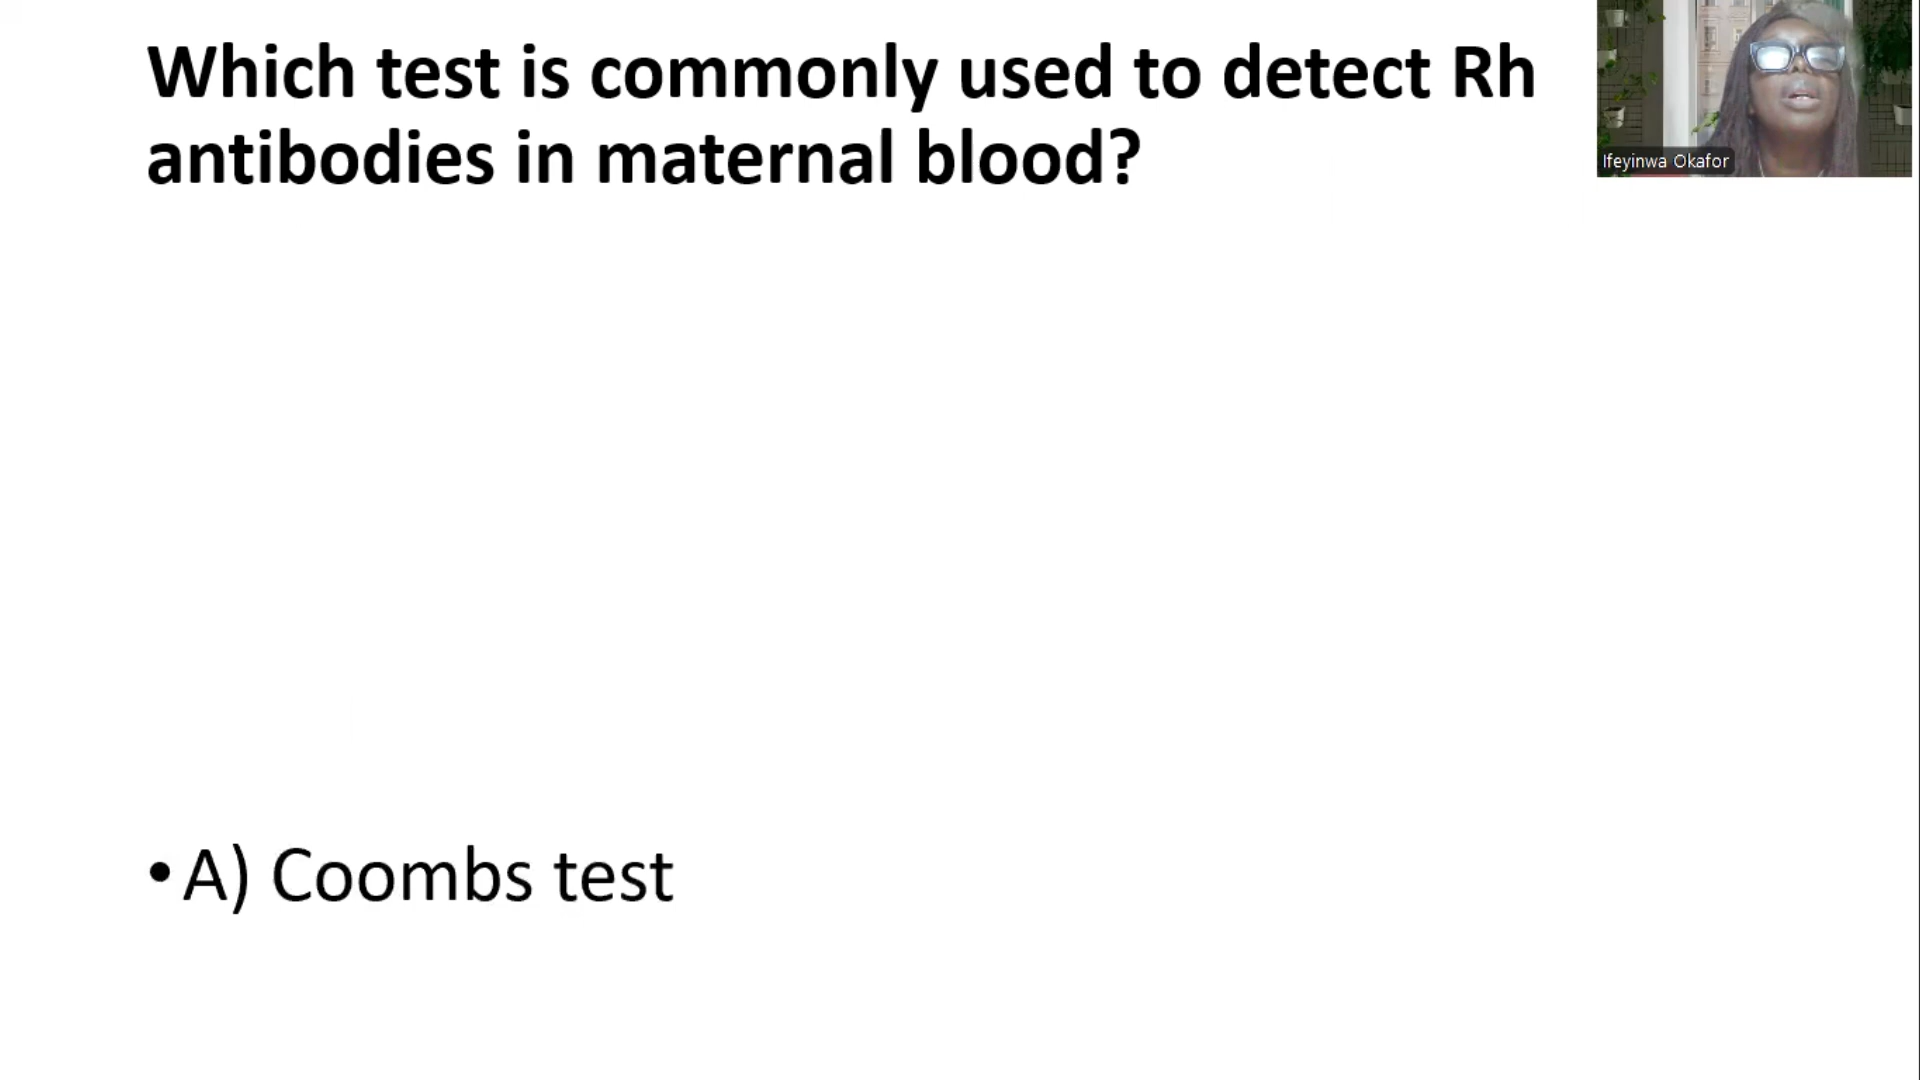 Which test is commonly used to detect Rh
antibodies in maternal blood?
Ifeyinwa Okafor
• A) Coombs test